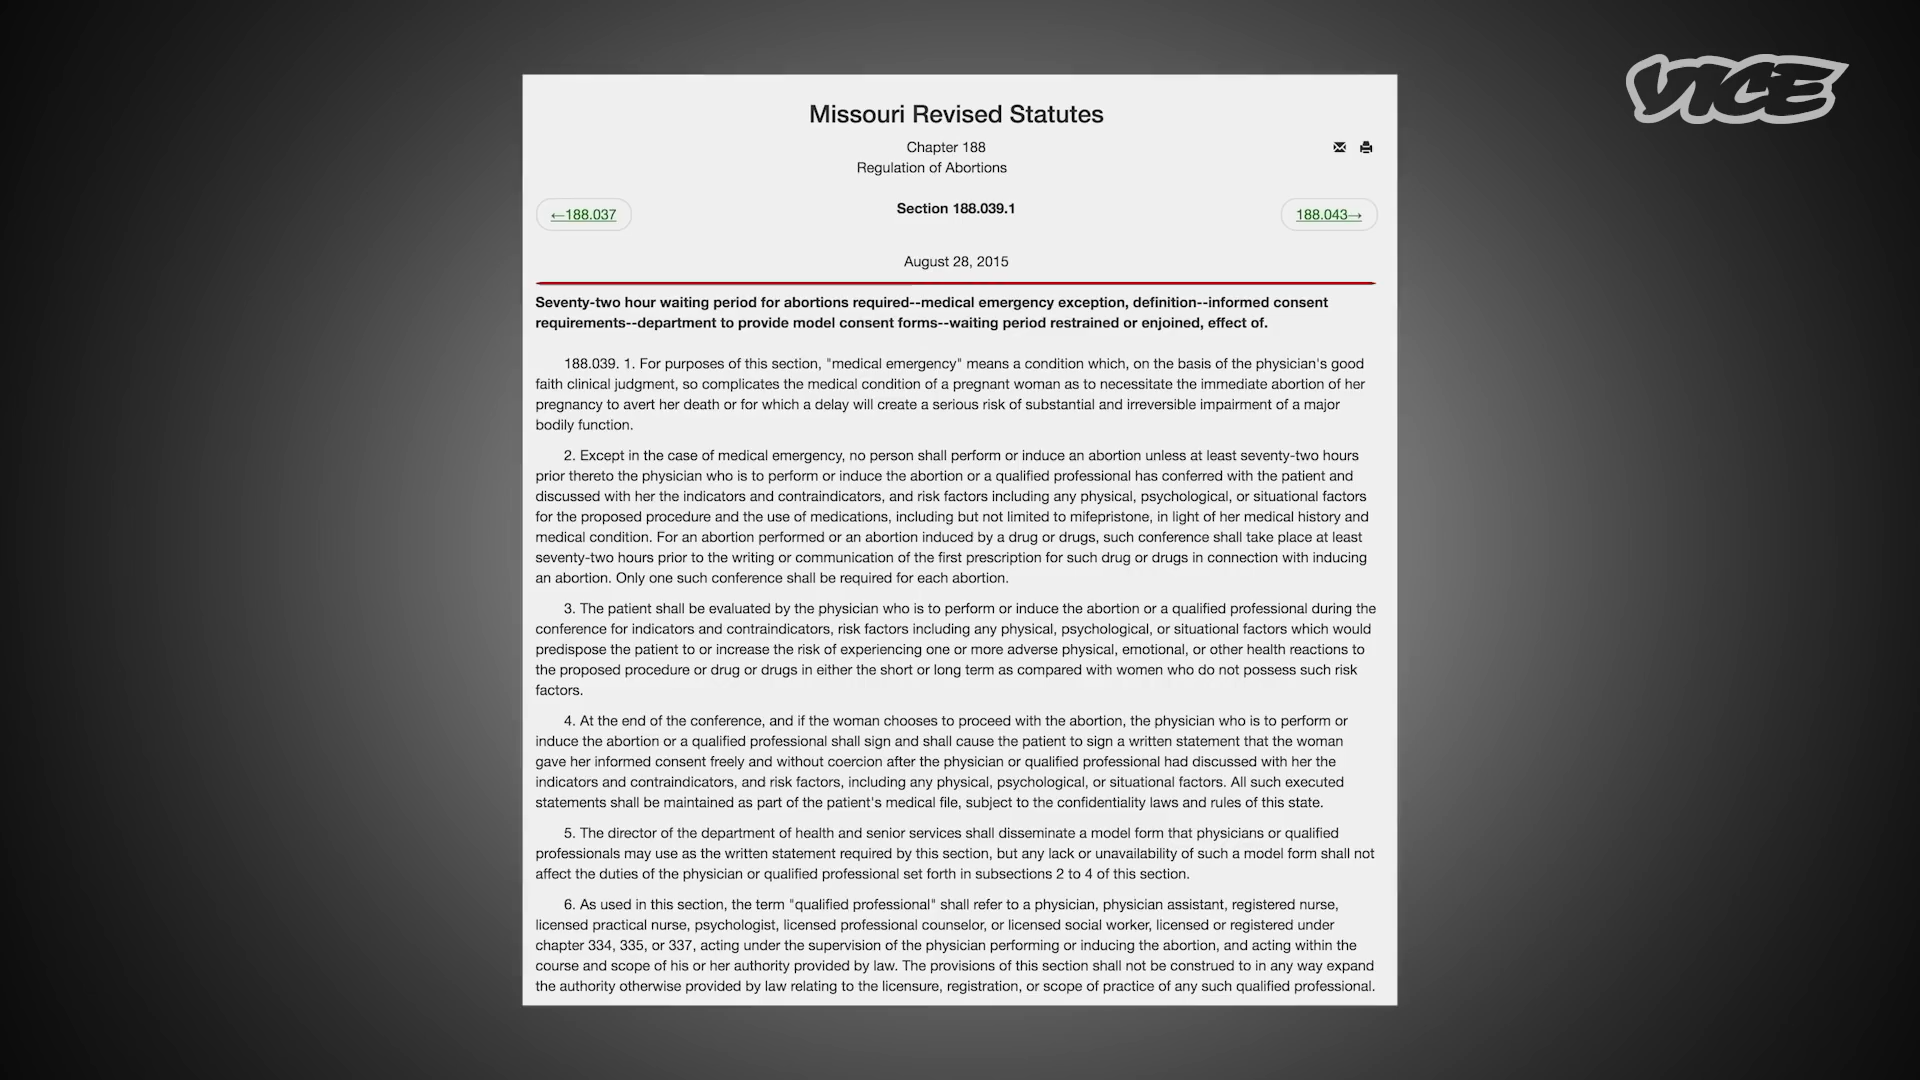 VICE
Missouri Revised Statutes
Chapter 188
Regulation of Abortions
←188.037
Section 188.039.1
188.043→
August 28, 2015
Seventy-two hour waiting period for abortions required--medical emergency exception, definition--informed consent
requirements--department to provide model consent forms--waiting period restrained or enjoined, effect of.
188.039. 1. For purposes of this section, "medical emergency" means a condition which, on the basis of the physician's good
faith clinical judgment, so complicates the medical condition of a pregnant woman as to necessitate the immediate abortion of her
pregnancy to avert her death or for which a delay will create a serious risk of substantial and irreversible impairment of a major
bodily function.
2. Except in the case of medical emergency, no person shall perform or induce an abortion unless at least seventy-two hours
prior thereto the physician who is to perform or induce the abortion or a qualified professional has conferred with the patient and
discussed with her the indicators and contraindicators, and risk factors including any physical, psychological, or situational factors
for the proposed procedure and the use of medications, including but not limited to mifepristone, in light of her medical history and
medical condition. For an abortion performed or an abortion induced by a drug or drugs, such conference shall take place at least
seventy-two hours prior to the writing or communication of the first prescription for such drug or drugs in connection with inducing
an abortion. Only one such conference shall be required for each abortion.
3. The patient shall be evaluated by the physician who is to perform or induce the abortion or a qualified professional during the
conference for indicators and contraindicators, risk factors including any physical, psychological, or situational factors which would
predispose the patient to or increase the risk of experiencing one or more adverse physical, emotional, or other health reactions to
the proposed procedure or drug or drugs in either the short or long term as compared with women who do not possess such risk
factors.
4. At the end of the conference, and if the woman chooses to proceed with the abortion, the physician who is to perform or
induce the abortion or a qualified professional shall sign and shall cause the patient to sign a written statement that the woman
gave her informed consent freely and without coercion after the physician or qualified professional had discussed with her the
indicators and contraindicators, and risk factors, including any physical, psychological, or situational factors. All such executed
statements shall be maintained as part of the patient's medical file, subject to the confidentiality laws and rules of this state.
5. The director of the department of health and senior services shall disseminate a model form that physicians or qualified
professionals may use as the written statement required by this section, but any lack or unavailability of such a model form shall not
affect the duties of the physician or qualified professional set forth in subsections 2 to 4 of this section.
6. As used in this section, the term "qualified professional" shall refer to a physician, physician assistant, registered nurse,
licensed practical nurse, psychologist, licensed professional counselor, or licensed social worker, licensed or registered under
chapter 334, 335, or 337, acting under the supervision of the physician performing or inducing the abortion, and acting within the
course and scope of his or her authority provided by law. The provisions of this section shall not be construed to in any way expand
the authority otherwise provided by law relating to the licensure, registration, or scope of practice of any such qualified professional.